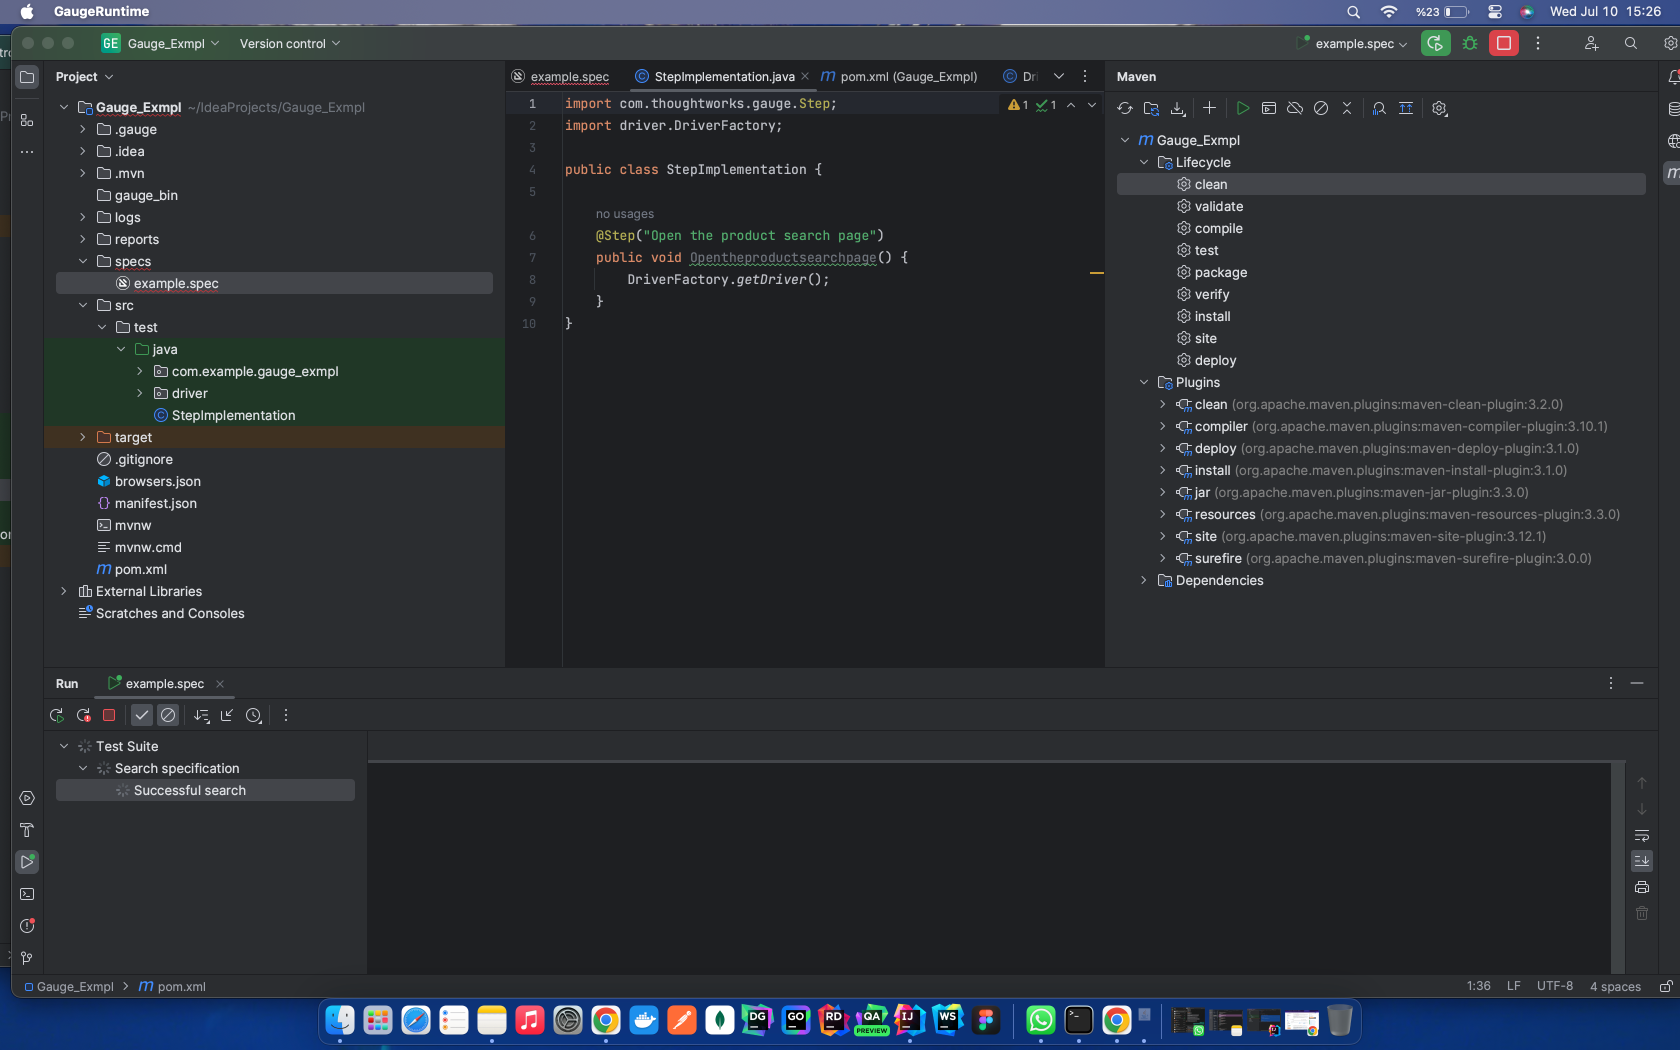 GaugeRuntime
%23
Wed Jul 10 15:26
GE Gauge_Exmpl
Version control
example.spec
Project
example.spec
StepImplementation.java
pom.xml (Gauge_Exmpl)
Maven
Gauge_Exmpl ~/IdeaProjects/Gauge_Exmpl
.gauge
.idea
.mvn
gauge_bin
logs
reports
specs
example.spec
src
test
java
com.example.gauge_exmpl
driver
StepImplementation
target
.gitignore
browsers.json
manifest.json
mvnw
mvnw.cmd
pom.xml
External Libraries
Scratches and Consoles
1 import com.thoughtworks.gauge.Step;
1 1
2 import driver.DriverFactory;
3
4 public class StepImplementation {
5
no usages
6 @Step("Open the product search page")
7 public void Opentheproductsearchpage() {
8 DriverFactory.getDriver();
9 }
10 }
Gauge_Exmpl
Lifecycle
clean
validate
compile
test
package
verify
install
site
deploy
Plugins
clean (org.apache.maven.plugins:maven-clean-plugin:3.2.0)
compiler (org.apache.maven.plugins:maven-compiler-plugin:3.10.1)
deploy (org.apache.maven.plugins:maven-deploy-plugin:3.1.0)
install (org.apache.maven.plugins:maven-install-plugin:3.1.0)
jar (org.apache.maven.plugins:maven-jar-plugin:3.3.0)
resources (org.apache.maven.plugins:maven-resources-plugin:3.3.0)
site (org.apache.maven.plugins:maven-site-plugin:3.12.1)
surefire (org.apache.maven.plugins:maven-surefire-plugin:3.0.0)
Dependencies
Run
example.spec
Test Suite
Search specification
Successful search
Gauge_Exmpl
pom.xml
1:36
LF
UTF-8
4 spaces
DG
GO
RD
QA
PREVIEW
IJ
WS